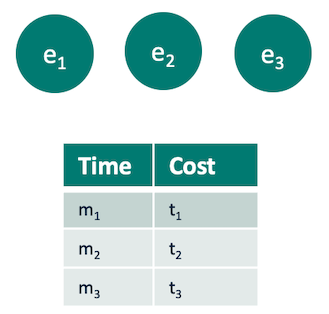 e₁ e₂ e₃
Time Cost
m₁ t₁
m₂ t₂
m₃ t₃